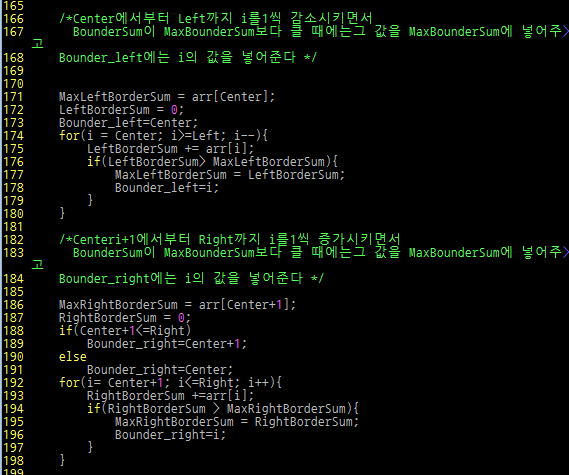 165
166     /*Center에서부터 Left까지 i를1씩 감소시키면서
167       BounderSum이 MaxBounderSum보다 클 때에는그 값을 MaxBounderSum에 넣어주>
고
168     Bounder_left에는 i의 값을 넣어준다 */
169
170
171     MaxLeftBorderSum = arr[Center];
172     LeftBorderSum = 0;
173     Bounder_left=Center;
174     for(i = Center; i>=Left; i--){
175         LeftBorderSum += arr[i];
176         if(LeftBorderSum> MaxLeftBorderSum){
177             MaxLeftBorderSum = LeftBorderSum;
178             Bounder_left=i;
179         }
180     }
181
182     /*Centeri+1에서부터 Right까지 i를1씩 증가시키면서
183       BounderSum이 MaxBounderSum보다 클 때에는그 값을 MaxBounderSum에 넣어주>
고
184     Bounder_right에는 i의 값을 넣어준다 */
185
186     MaxRightBorderSum = arr[Center+1];
187     RightBorderSum = 0;
188     if(Center+1<=Right)
189         Bounder_right=Center+1;
190     else
191         Bounder_right=Center;
192     for(i= Center+1; i<=Right; i++){
193         RightBorderSum +=arr[i];
194         if(RightBorderSum > MaxRightBorderSum){
195             MaxRightBorderSum = RightBorderSum;
196             Bounder_right=i;
197         }
198     }
199